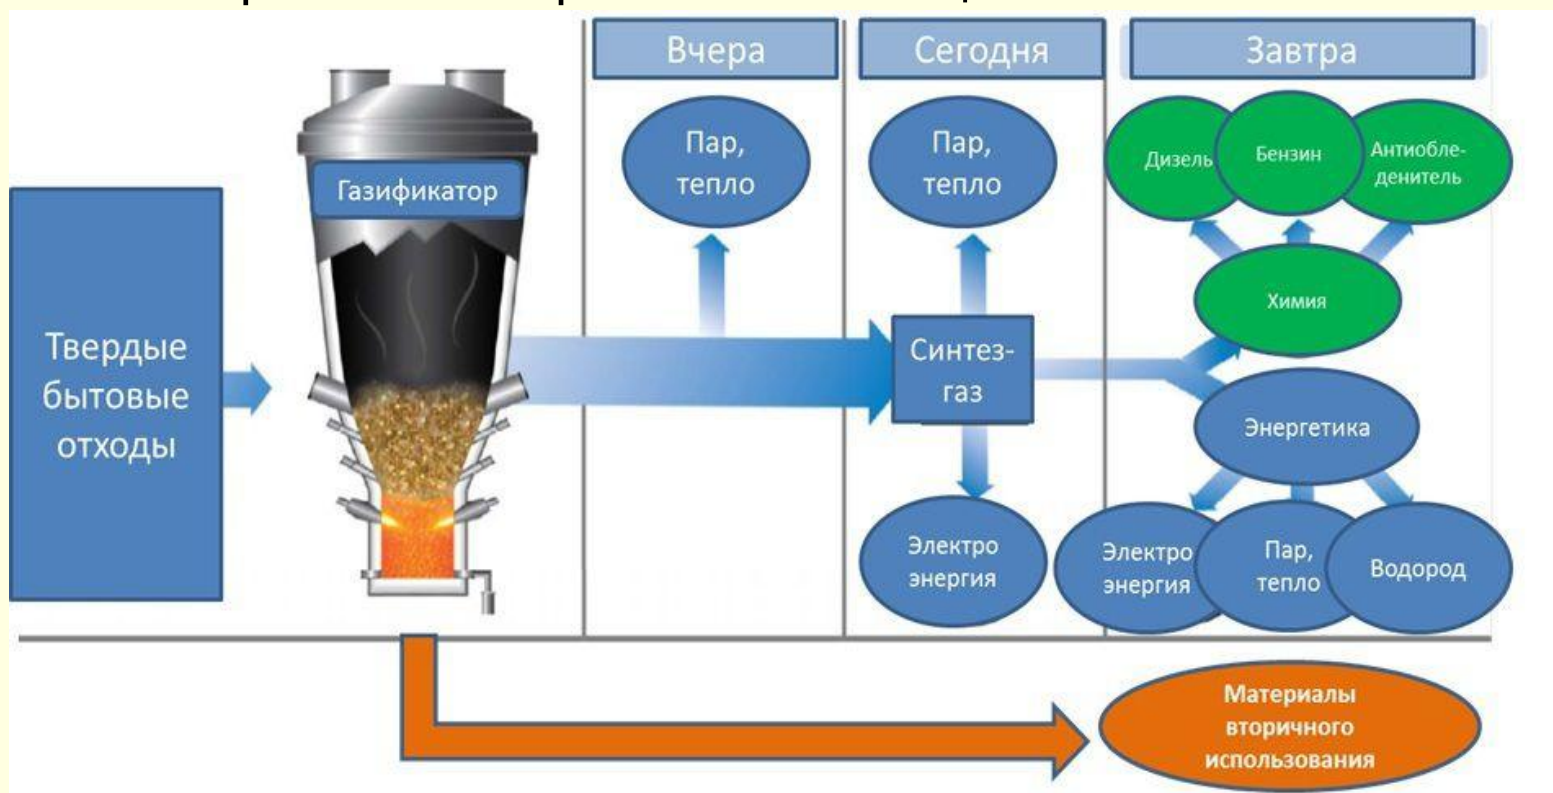 Вчера
Сегодня
Завтра
Пар,
тепло
Пар,
тепло
Дизель
Бензин
Антиобле-
денитель
Газификатор
Химия
Твердые
бытовые
отходы
Синтез-
газ
Энергетика
Электро
энергия
Электро
энергия
Пар,
тепло
Водород
Материалы
вторичного
использования